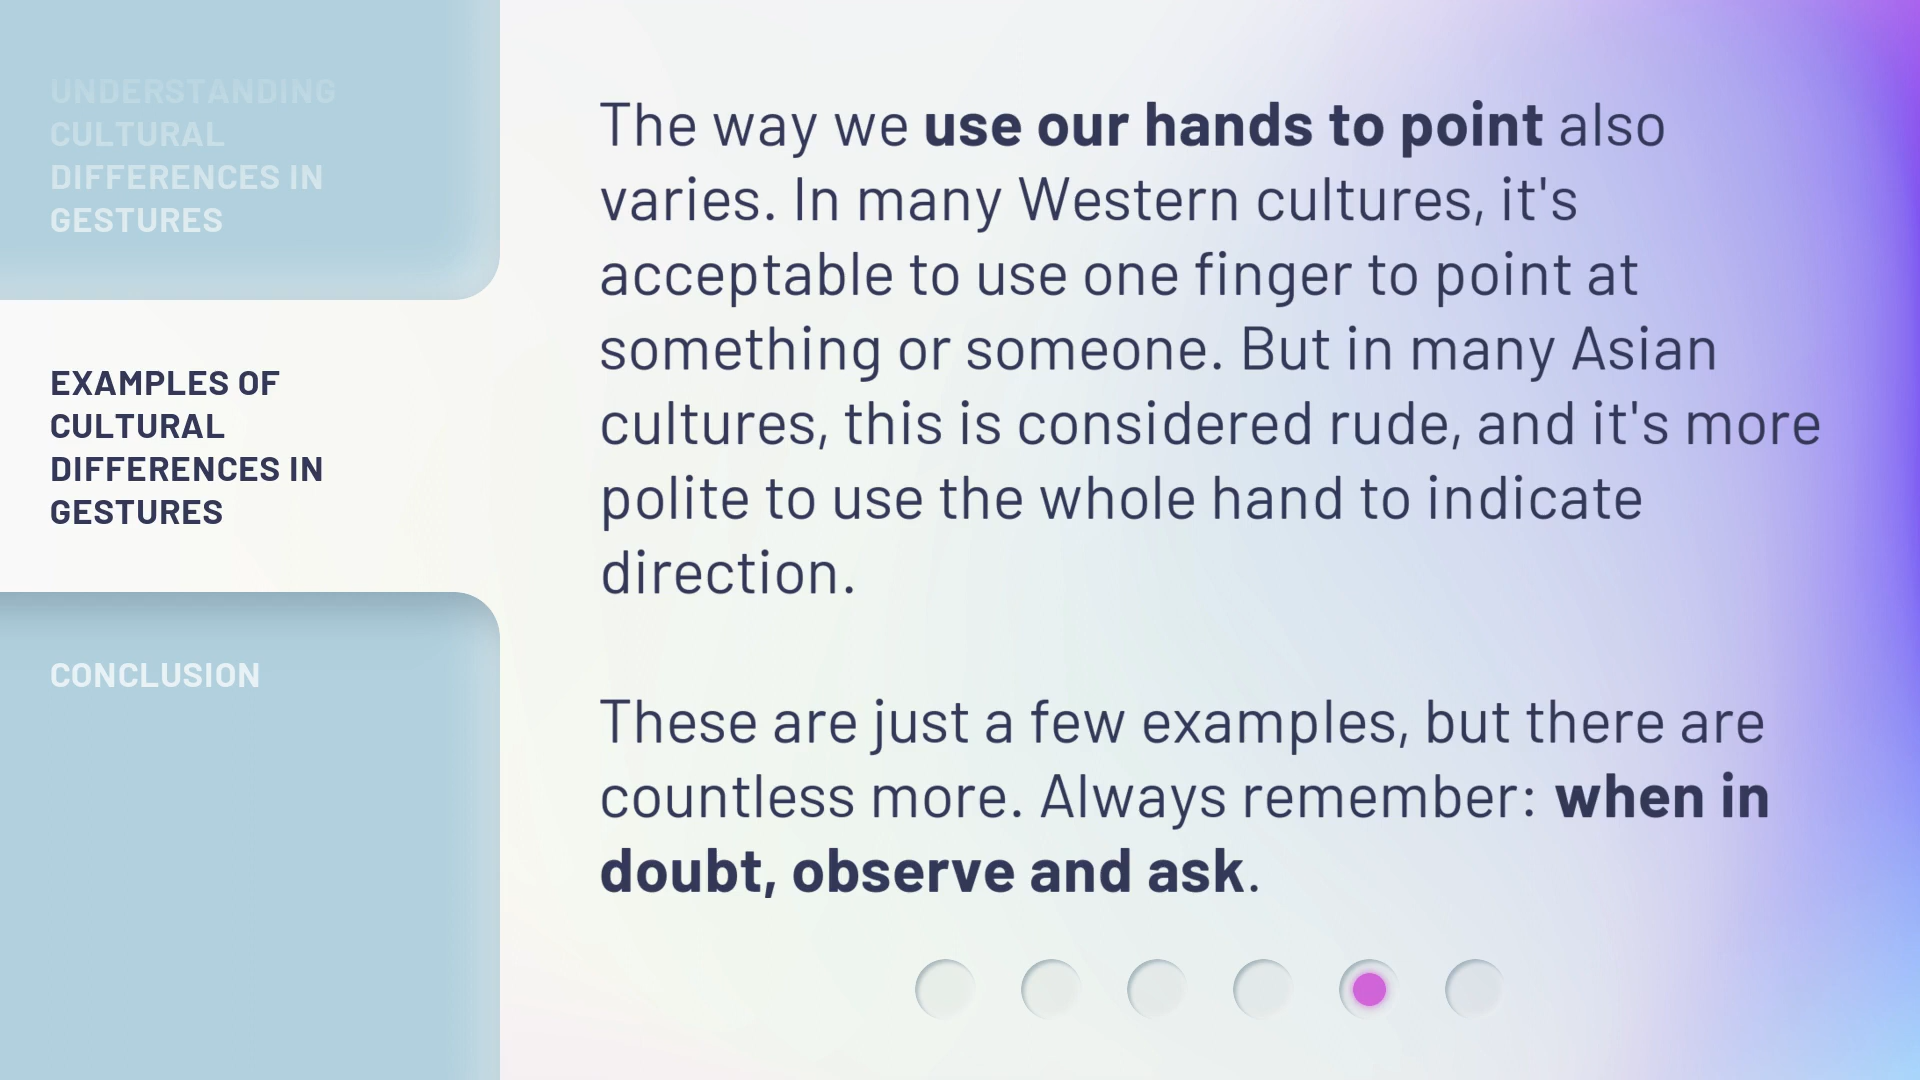 UNDERSTANDING
CULTURAL
DIFFERENCES IN
GESTURES
EXAMPLES OF
CULTURAL
DIFFERENCES IN
GESTURES
CONCLUSION
The way we use our hands to point also
varies. In many Western cultures, it's
acceptable to use one finger to point at
something or someone. But in many Asian
cultures, this is considered rude, and it's more
polite to use the whole hand to indicate
direction.
These are just a few examples, but there are
countless more. Always remember: when in
doubt, observe and ask.